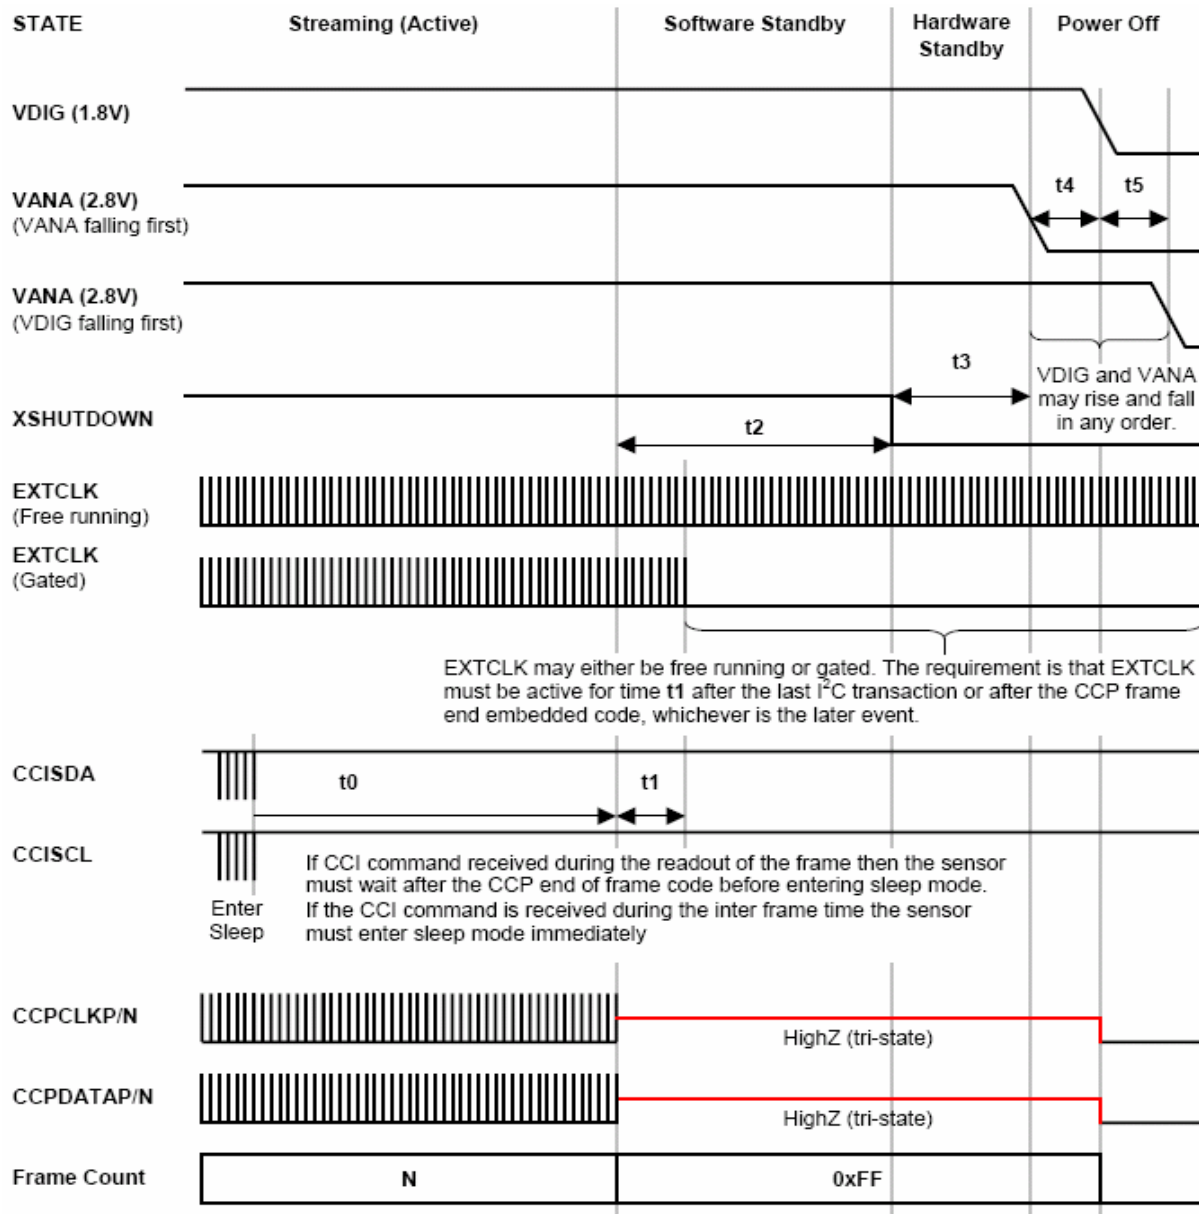 STATE Streaming (Active) Software Standby Hardware Standby Power Off
VDIG (1.8V)
VANA (2.8V)
(VANA falling first)
t4 t5
VANA (2.8V)
(VDIG falling first)
t3
VDIG and VANA
may rise and fall
in any order.
XSHUTDOWN
t2
EXTCLK
(Free running)
EXTCLK
(Gated)
EXTCLK may either be free running or gated. The requirement is that EXTCLK
must be active for time t1 after the last I²C transaction or after the CCP frame
end embedded code, whichever is the later event.
CCISDA
t0 t1
CCISCL
Enter
Sleep
If CCI command received during the readout of the frame then the sensor
must wait after the CCP end of frame code before entering sleep mode.
If the CCI command is received during the inter frame time the sensor
must enter sleep mode immediately
CCPCLKP/N
HighZ (tri-state)
CCPDATAP/N
HighZ (tri-state)
Frame Count N 0xFF